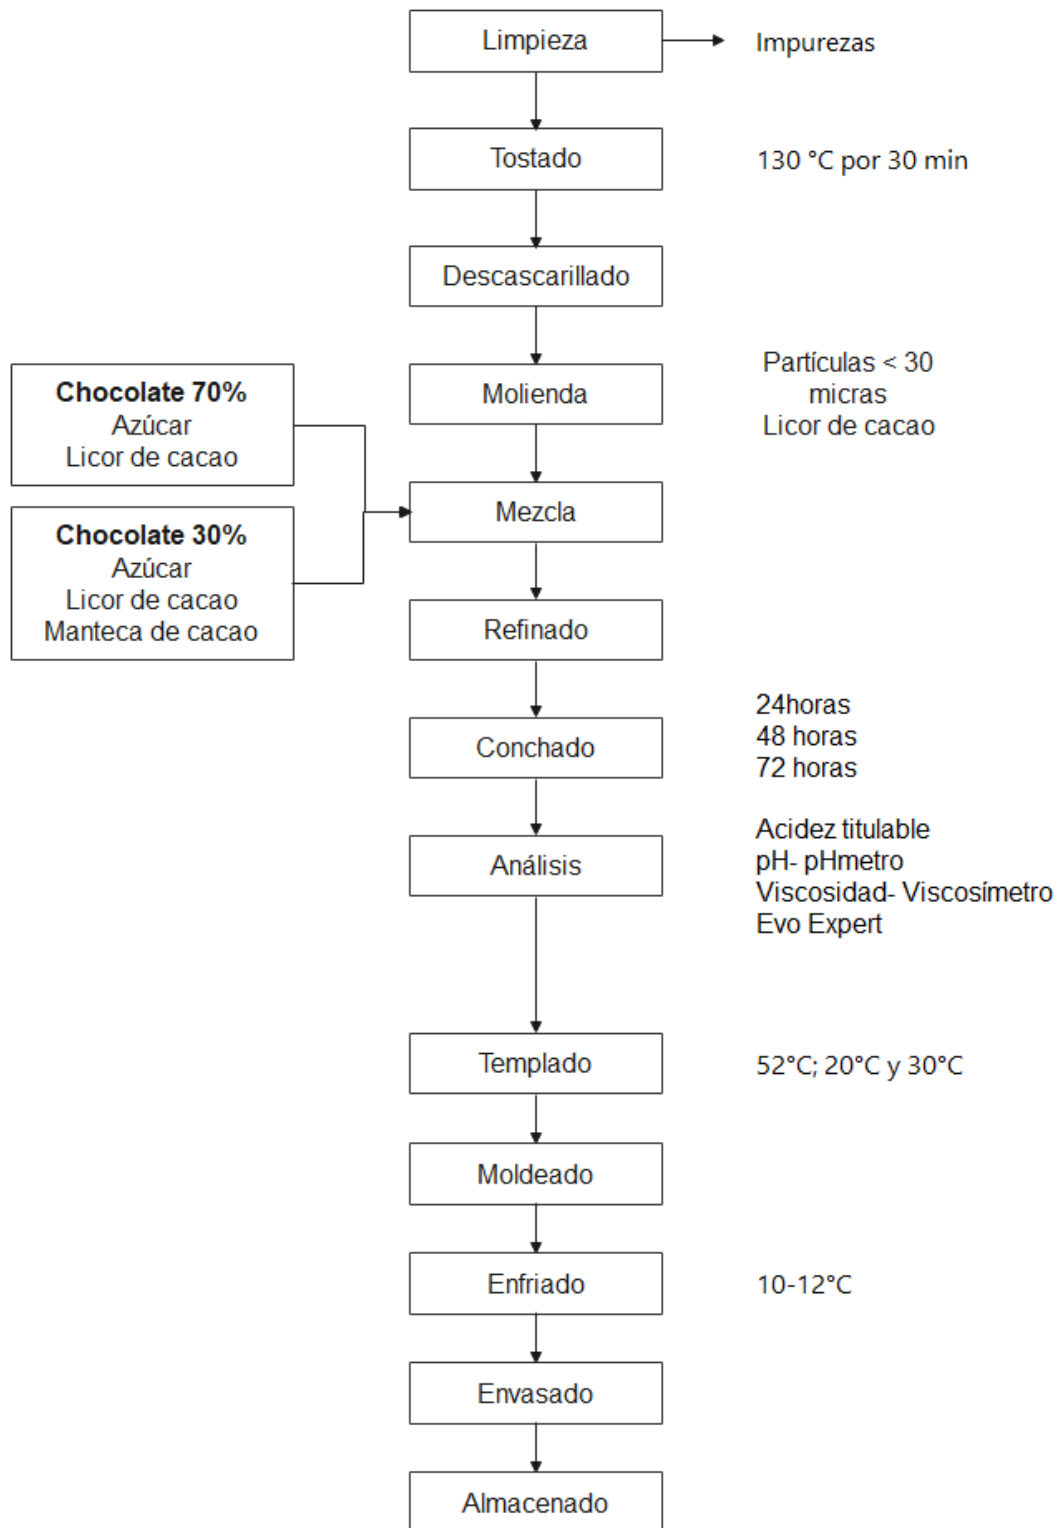 Limpieza
Impurezas
Tostado
130 °C por 30 min
Descascarillado
Molienda
Partículas < 30
micras
Licor de cacao
Chocolate 70%
Azúcar
Licor de cacao
Mezcla
Chocolate 30%
Azúcar
Licor de cacao
Manteca de cacao
Refinado
Conchado
24horas
48 horas
72 horas
Análisis
Acidez titulable
pH- pHmetro
Viscosidad- Viscosímetro
Evo Expert
Templado
52°C; 20°C y 30°C
Moldeado
Enfriado
10-12°C
Envasado
Almacenado